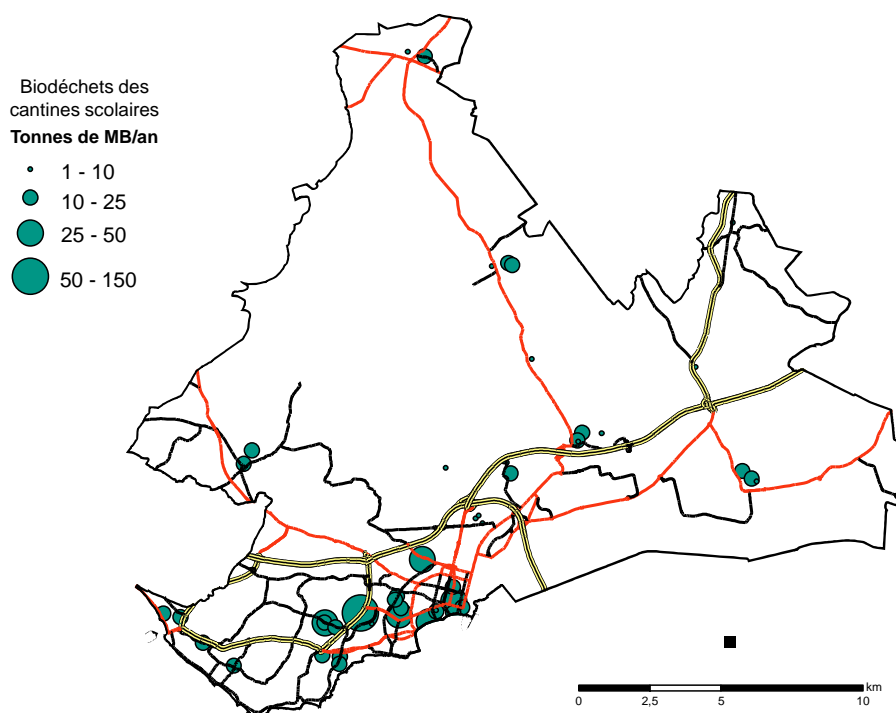 Biodéchets des
cantines scolaires
Tonnes de MB/an
1 - 10
10 - 25
25 - 50
50 - 150
km
0 2,5 5 10